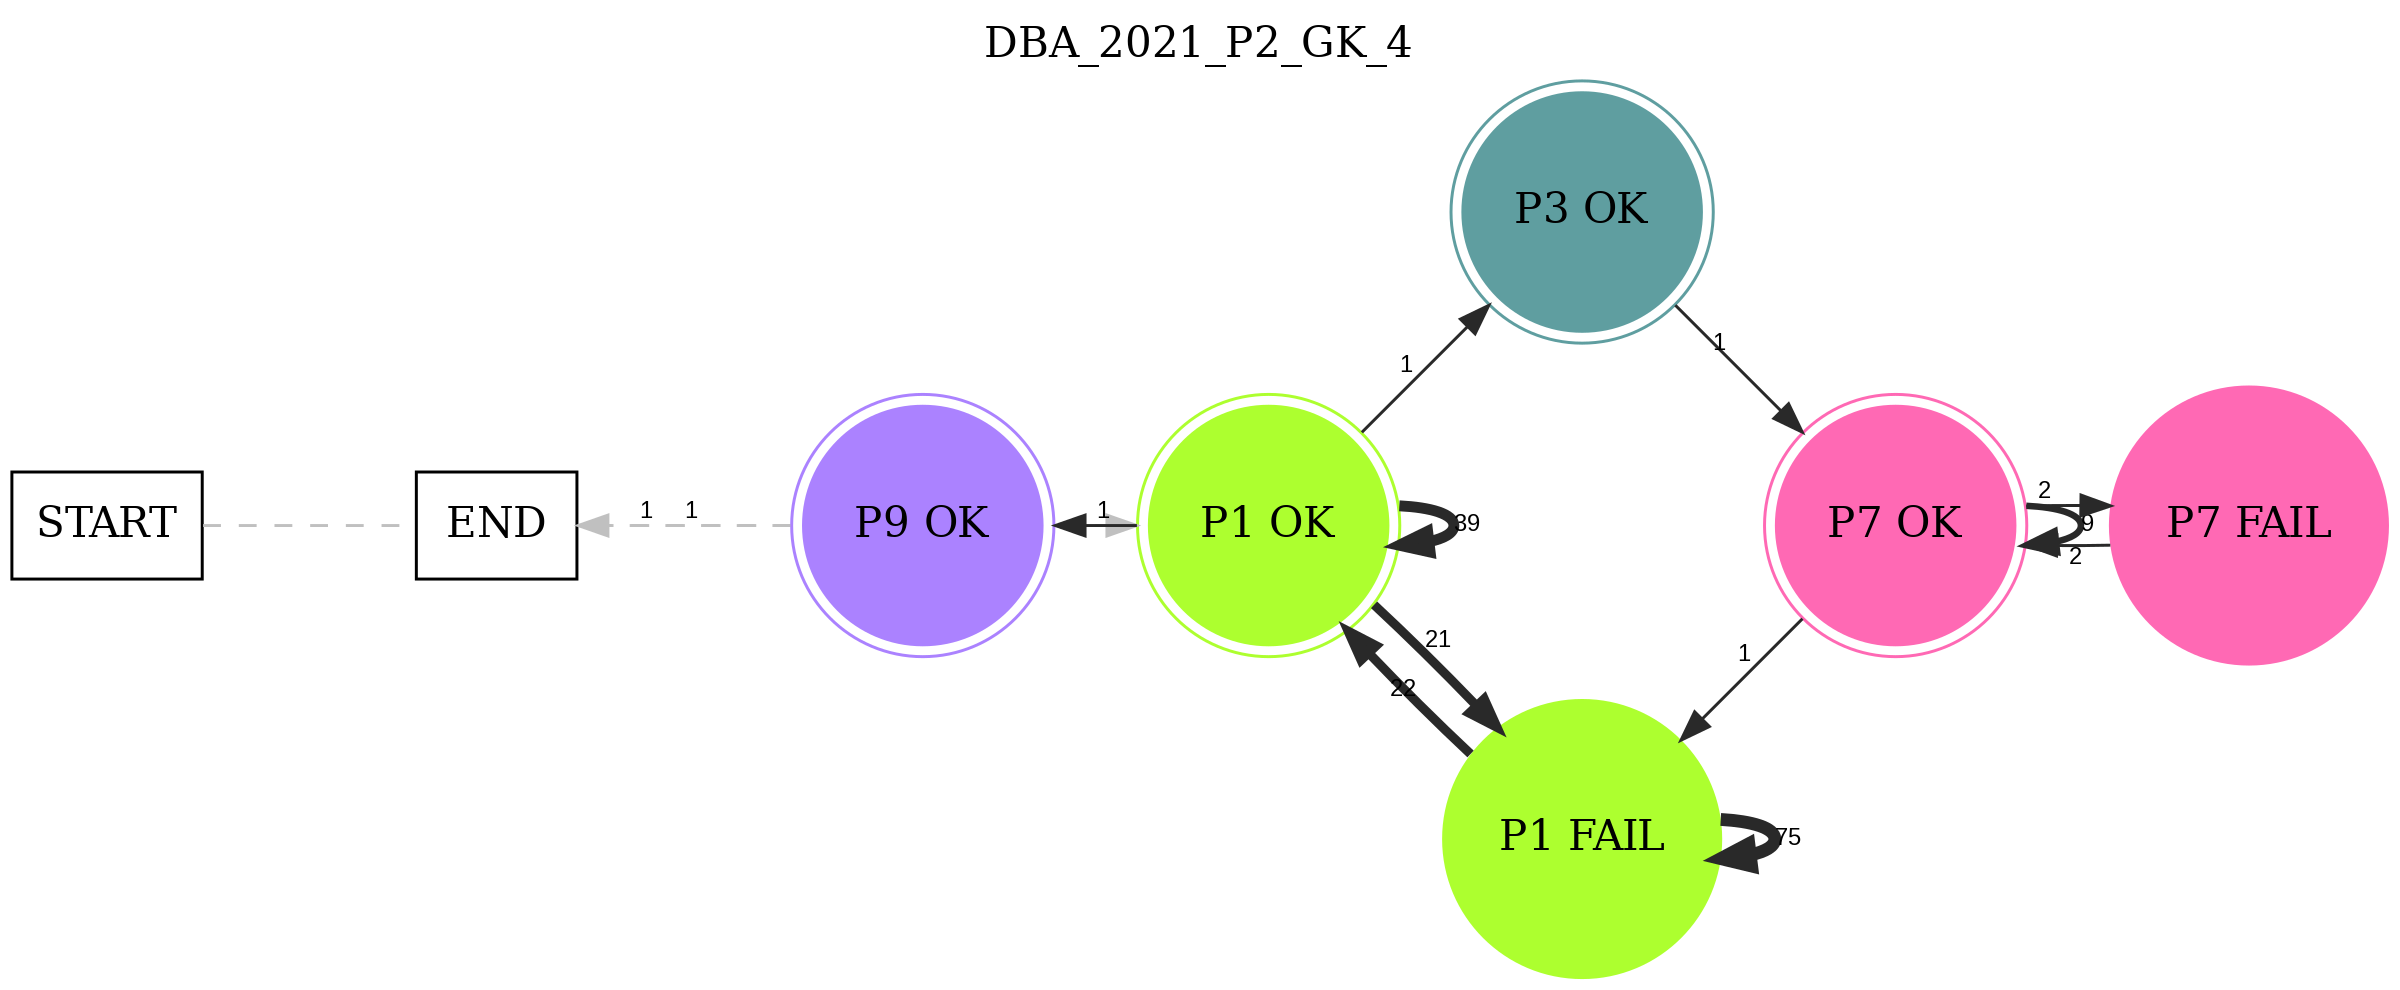 DBA_2021_P2_GK_4
P3 OK
1
1
START
END
1
1
P9 OK
1
P1 OK
39
P7 OK
2
9
2
P7 FAIL
21
22
1
P1 FAIL
75